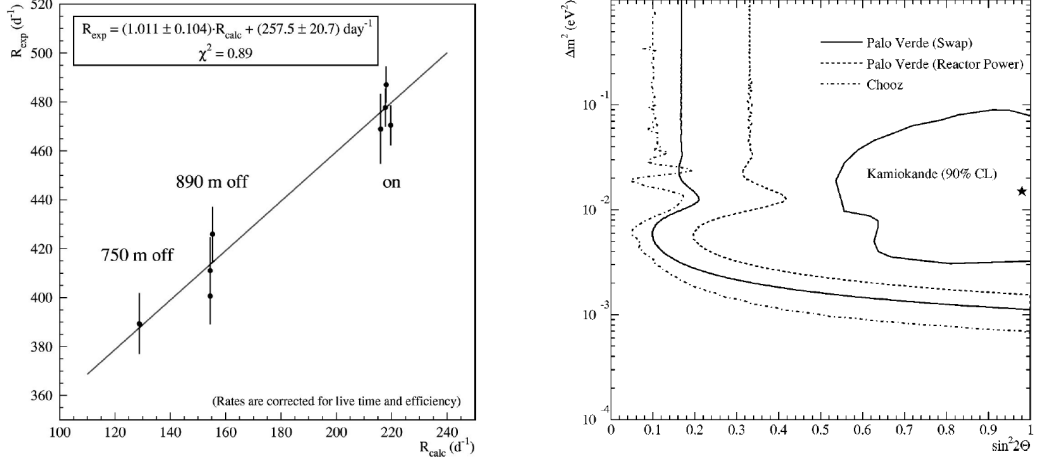 R_exp (d⁻¹)
R_exp = (1.011 ± 0.104)·R_calc + (257.5 ± 20.7) day⁻¹
χ² = 0.89
500
480
460
440
420
400
380
360
890 m off
on
750 m off
(Rates are corrected for live time and efficiency)
100 120 140 160 180 200 220 240
R_calc (d⁻¹)
Δm² (eV²)
Palo Verde (Swap)
Palo Verde (Reactor Power)
Chooz
10⁻¹
Kamiokande (90% CL)
10⁻²
10⁻³
10⁻⁴
0 0.1 0.2 0.3 0.4 0.5 0.6 0.7 0.8 0.9 1
sin²2Θ